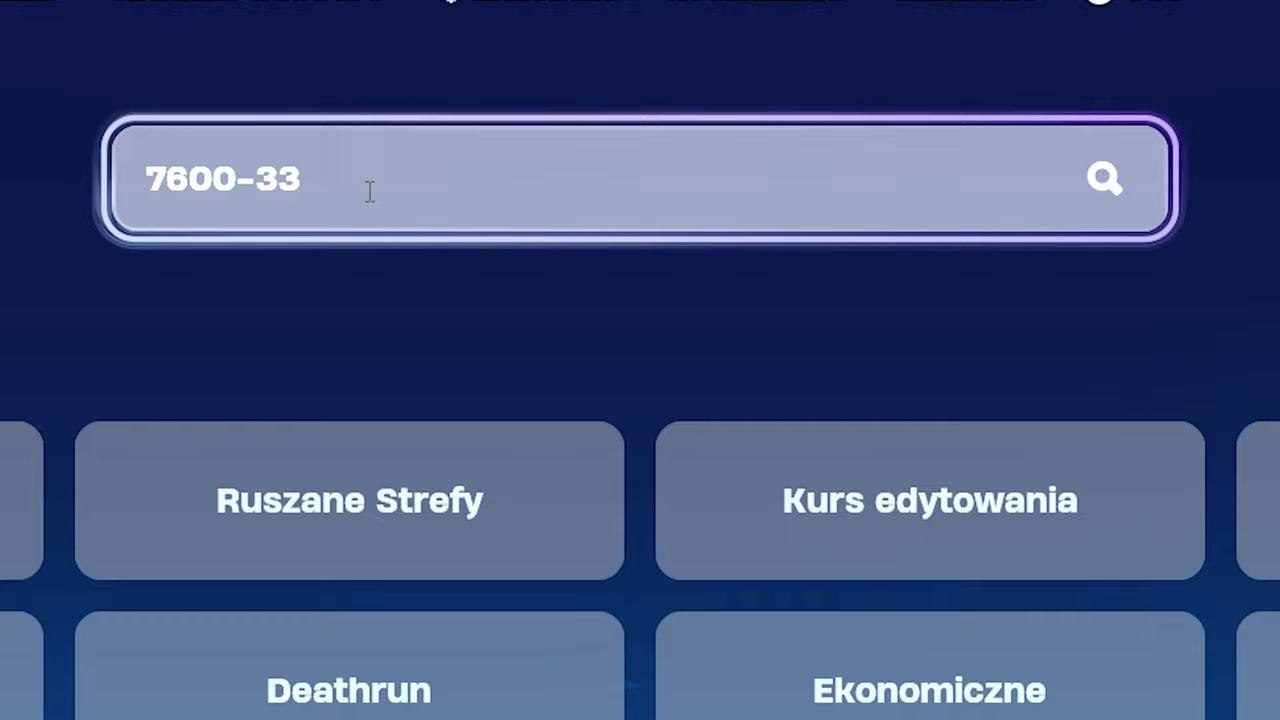 7600-33
Ruszane Strefy
Kurs edytowania
Deathrun
Ekonomiczne